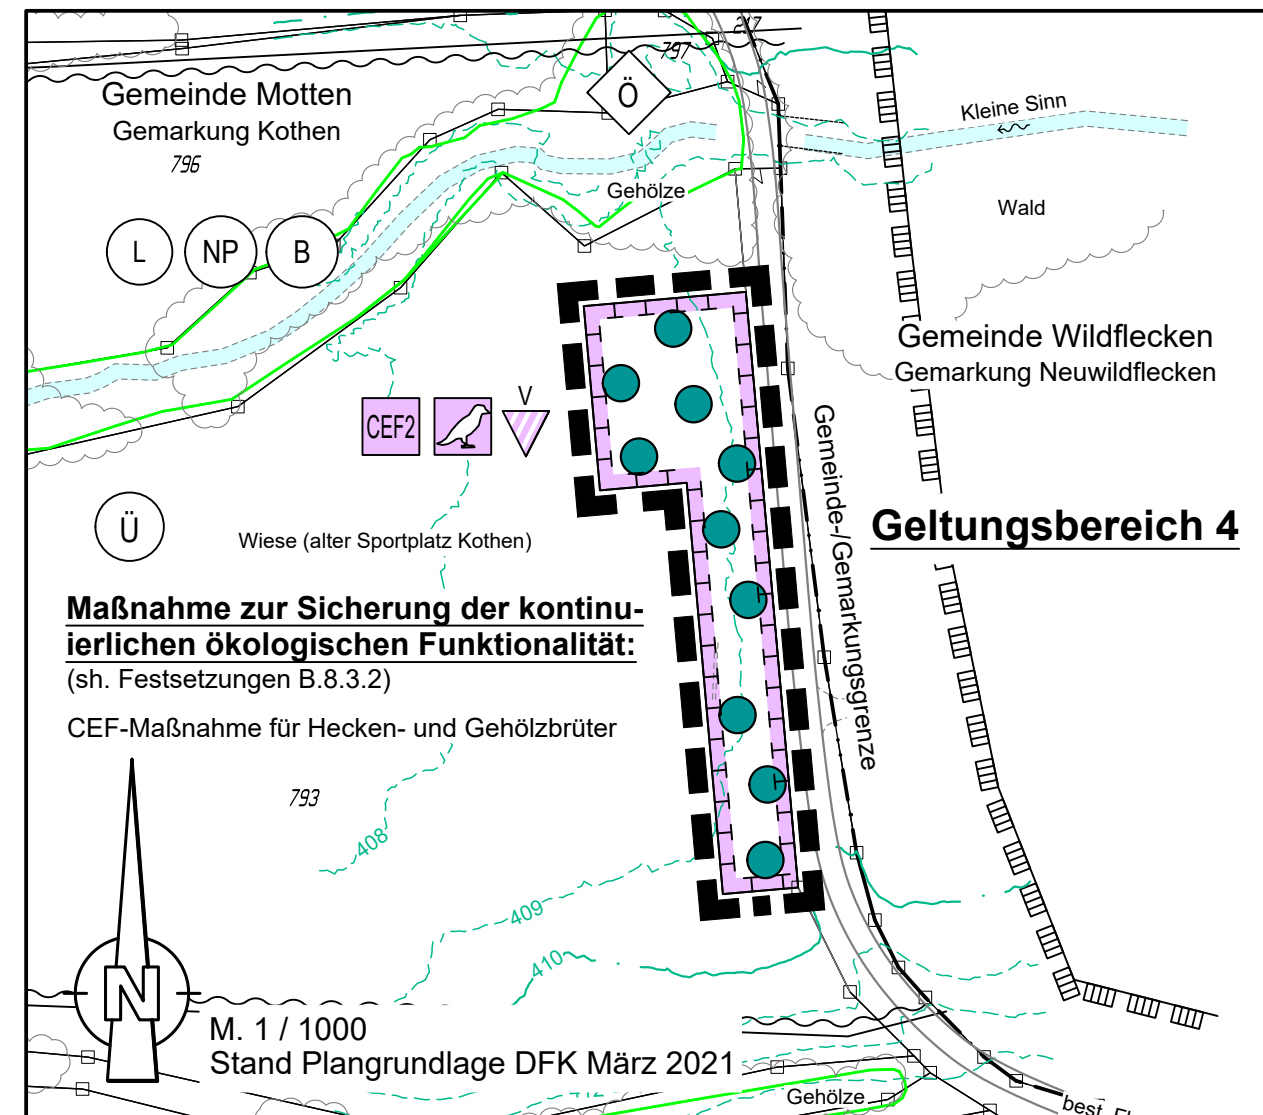 217
797
Gemeinde Motten
Gemarkung Kothen
796
Ö
Kleine Sinn
Gehölze
Wald
L
NP
B
Gemeinde Wildflecken
Gemarkung Neuwildflecken
V
CEF2
Gemeinde-/Gemarkungsgrenze
Geltungsbereich 4
Ü
Wiese (alter Sportplatz Kothen)
Maßnahme zur Sicherung der kontinu-
ierlichen ökologischen Funktionalität:
(sh. Festsetzungen B.8.3.2)
CEF-Maßnahme für Hecken- und Gehölzbrüter
793
408
409
410
N
M. 1 / 1000
Stand Plangrundlage DFK März 2021
412
Gehölze
best.